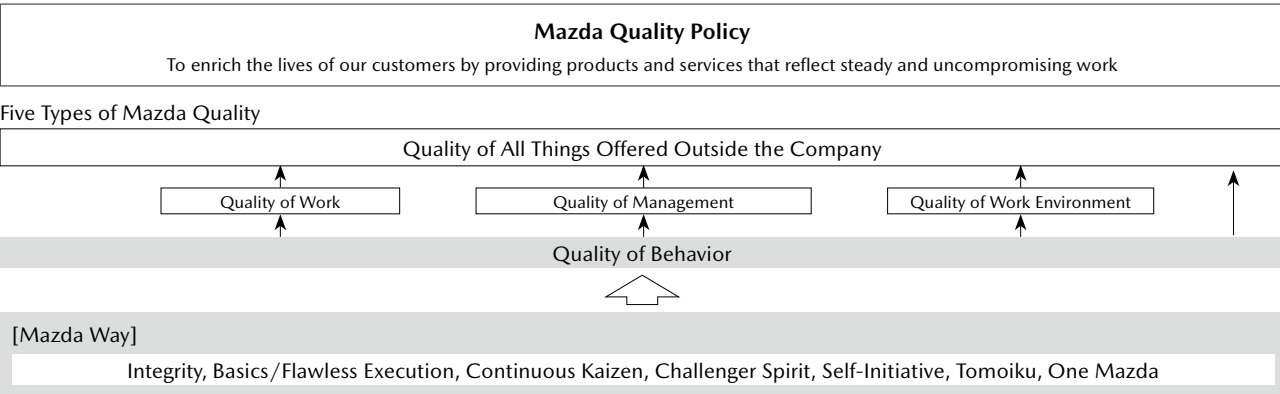 Mazda Quality Policy
To enrich the lives of our customers by providing products and services that reflect steady and uncompromising work
Five Types of Mazda Quality
Quality of All Things Offered Outside the Company
Quality of Work
Quality of Management
Quality of Work Environment
Quality of Behavior
[Mazda Way]
Integrity, Basics/Flawless Execution, Continuous Kaizen, Challenger Spirit, Self-Initiative, Tomoiku, One Mazda